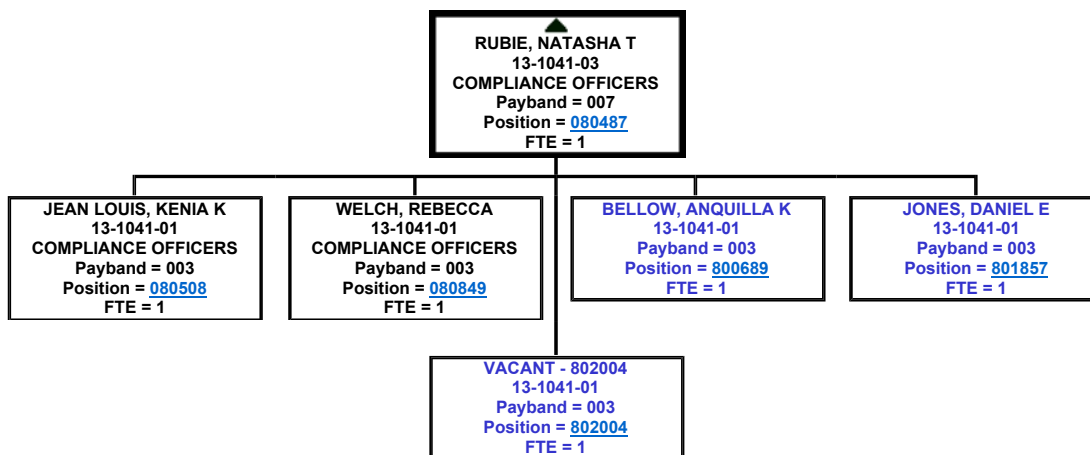 RUBIE, NATASHA T
13-1041-03
COMPLIANCE OFFICERS
Payband = 007
Position = 080487
FTE = 1
JEAN LOUIS, KENIA K
13-1041-01
COMPLIANCE OFFICERS
Payband = 003
Position = 080508
FTE = 1
WELCH, REBECCA
13-1041-01
COMPLIANCE OFFICERS
Payband = 003
Position = 080849
FTE = 1
BELLOW, ANQUILLA K
13-1041-01
Payband = 003
Position = 800689
FTE = 1
JONES, DANIEL E
13-1041-01
Payband = 003
Position = 801857
FTE = 1
VACANT - 802004
13-1041-01
Payband = 003
Position = 802004
FTE = 1